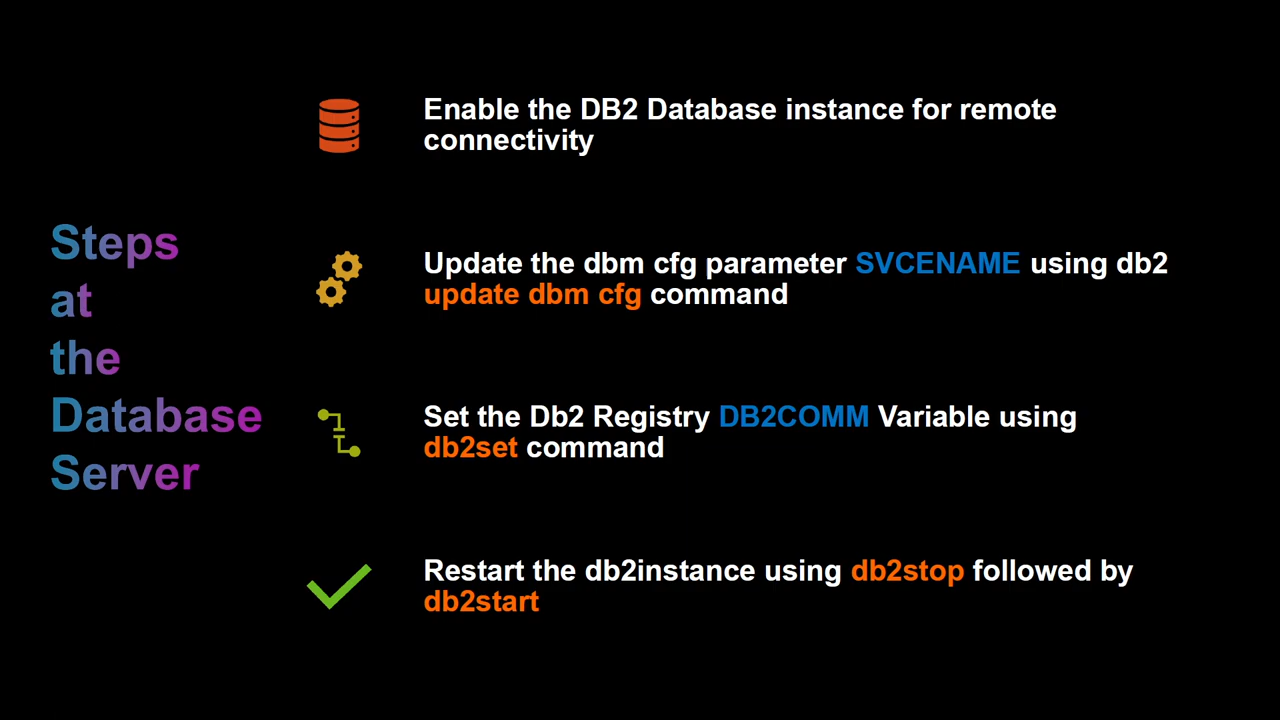 Steps
at
the
Database
Server
Enable the DB2 Database instance for remote
connectivity
Update the dbm cfg parameter SVCENAME using db2
update dbm cfg command
Set the Db2 Registry DB2COMM Variable using
db2set command
Restart the db2instance using db2stop followed by
db2start